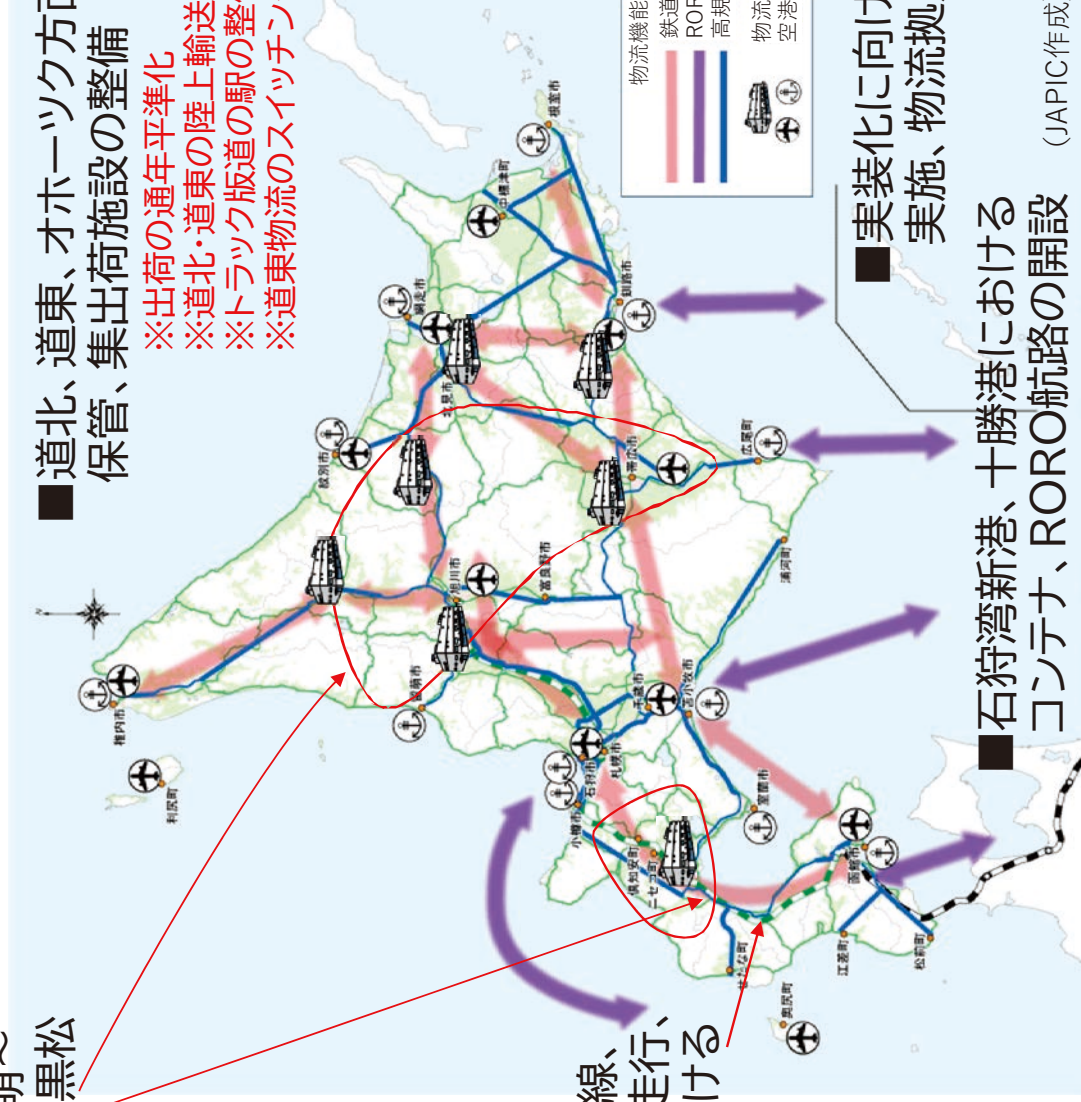 ■道北、道東、オホーツク方面
保管、集出荷施設の整備
※出荷の通年平準化
※道北・道東の陸上輸送
※トラック版道の駅の整
※道東物流のスイッチン
黒松
線、
走行、
ける
物流機能
鉄道
ROR
高規
物流
空港
■実装化に向け
実施、物流拠
(JAPIC作成
■石狩湾新港、十勝港における
コンテナ、RORO航路の開設
N
稚内市
利尻町
紋別市
網走市
中標津町
根室市
北見市
釧路市
留萌市
旭川市
富良野市
帯広市
広尾町
浦河町
小樽市
石狩市
札幌市
千歳市
苫小牧市
室蘭市
倶知安町
ニセコ町
せたな町
奥尻町
江差町
松前町
函館市